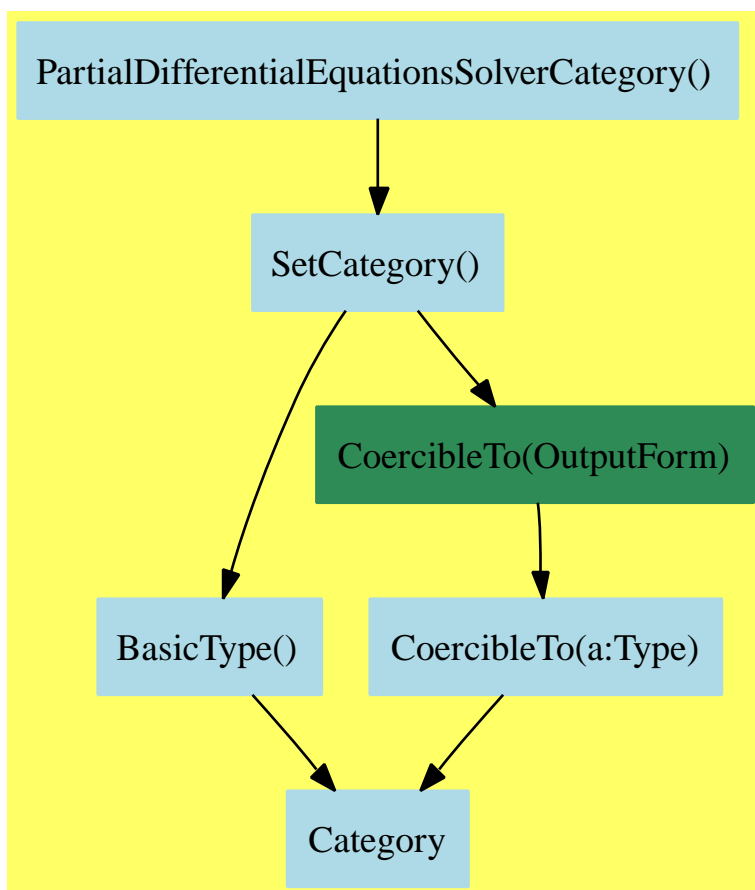 PartialDifferentialEquationsSolverCategory()
SetCategory()
CoercibleTo(OutputForm)
BasicType()
CoercibleTo(a:Type)
Category